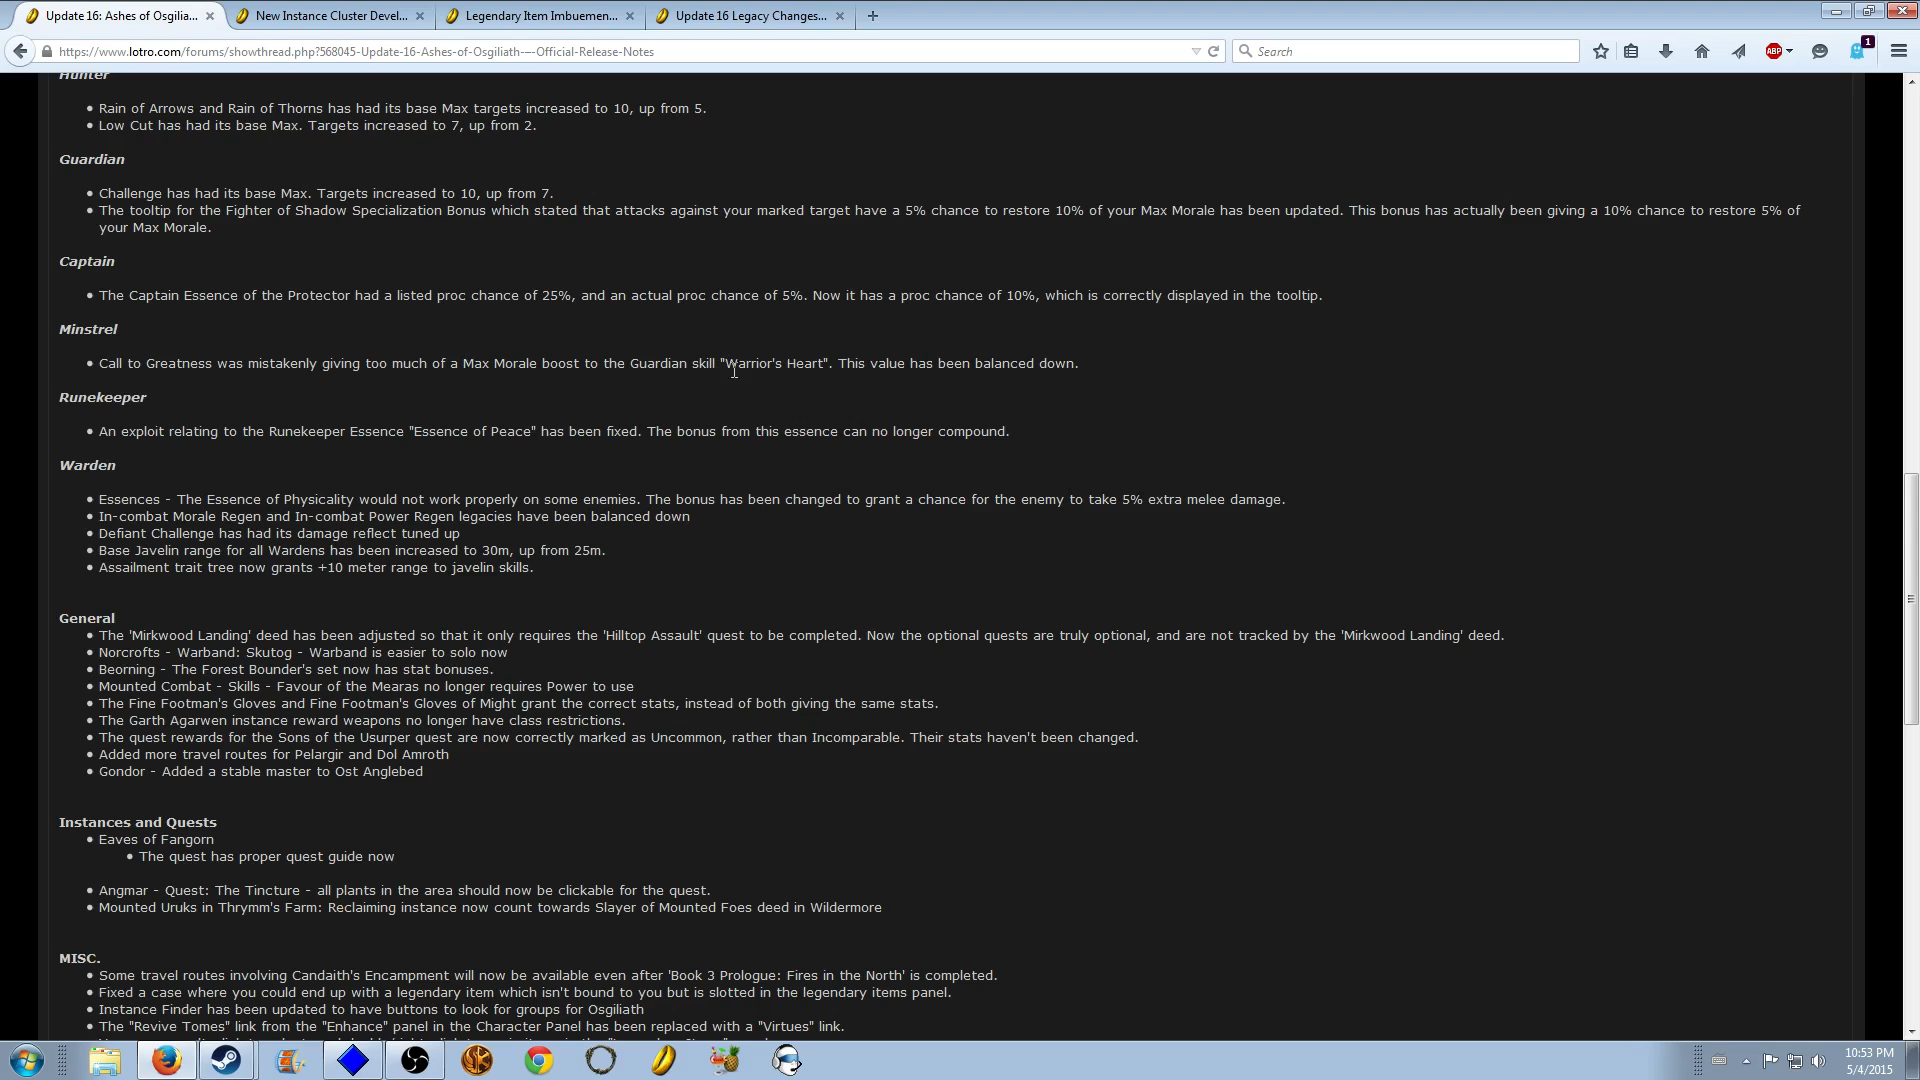 Update 16: Ashes of Osgilia...
New Instance Cluster Devel...
Legendary Item Imbuemen...
Update 16 Legacy Changes...
https://www.lotro.com/forums/showthread.php?568045-Update-16-Ashes-of-Osgiliath-–-Official-Release-Notes
Search
ABP
1
Hunter
Rain of Arrows and Rain of Thorns has had its base Max targets increased to 10, up from 5.
Low Cut has had its base Max. Targets increased to 7, up from 2.
Guardian
Challenge has had its base Max. Targets increased to 10, up from 7.
The tooltip for the Fighter of Shadow Specialization Bonus which stated that attacks against your marked target have a 5% chance to restore 10% of your Max Morale has been updated. This bonus has actually been giving a 10% chance to restore 5% of
your Max Morale.
Captain
The Captain Essence of the Protector had a listed proc chance of 25%, and an actual proc chance of 5%. Now it has a proc chance of 10%, which is correctly displayed in the tooltip.
Minstrel
Call to Greatness was mistakenly giving too much of a Max Morale boost to the Guardian skill "Warrior's Heart". This value has been balanced down.
Runekeeper
An exploit relating to the Runekeeper Essence "Essence of Peace" has been fixed. The bonus from this essence can no longer compound.
Warden
Essences - The Essence of Physicality would not work properly on some enemies. The bonus has been changed to grant a chance for the enemy to take 5% extra melee damage.
In-combat Morale Regen and In-combat Power Regen legacies have been balanced down
Defiant Challenge has had its damage reflect tuned up
Base Javelin range for all Wardens has been increased to 30m, up from 25m.
Assailment trait tree now grants +10 meter range to javelin skills.
General
The 'Mirkwood Landing' deed has been adjusted so that it only requires the 'Hilltop Assault' quest to be completed. Now the optional quests are truly optional, and are not tracked by the 'Mirkwood Landing' deed.
Norcrofts - Warband: Skutog - Warband is easier to solo now
Beorning - The Forest Bounder's set now has stat bonuses.
Mounted Combat - Skills - Favour of the Mearas no longer requires Power to use
The Fine Footman's Gloves and Fine Footman's Gloves of Might grant the correct stats, instead of both giving the same stats.
The Garth Agarwen instance reward weapons no longer have class restrictions.
The quest rewards for the Sons of the Usurper quest are now correctly marked as Uncommon, rather than Incomparable. Their stats haven't been changed.
Added more travel routes for Pelargir and Dol Amroth
Gondor - Added a stable master to Ost Anglebed
Instances and Quests
Eaves of Fangorn
The quest has proper quest guide now
Angmar - Quest: The Tincture - all plants in the area should now be clickable for the quest.
Mounted Uruks in Thrymm's Farm: Reclaiming instance now count towards Slayer of Mounted Foes deed in Wildermore
MISC.
Some travel routes involving Candaith's Encampment will now be available even after 'Book 3 Prologue: Fires in the North' is completed.
Fixed a case where you could end up with a legendary item which isn't bound to you but is slotted in the legendary items panel.
Instance Finder has been updated to have buttons to look for groups for Osgiliath
The "Revive Tomes" link from the "Enhance" panel in the Character Panel has been replaced with a "Virtues" link.
10:53 PM
5/4/2015